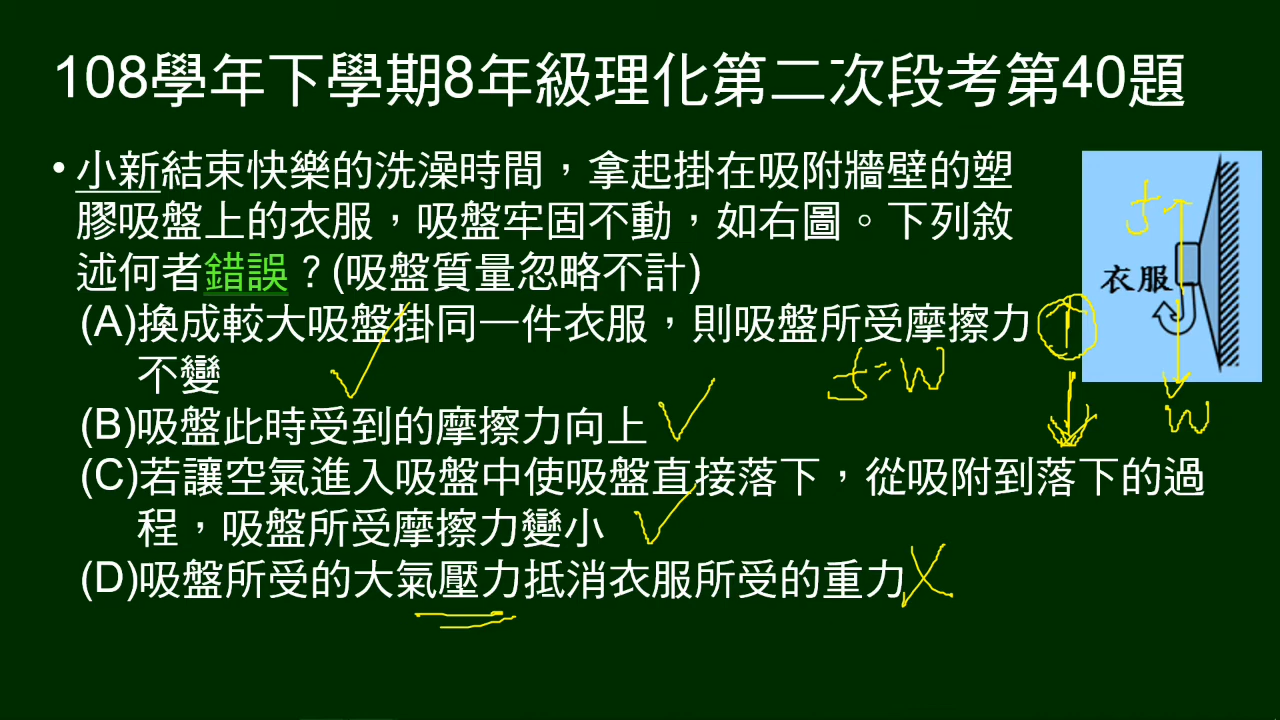 108學年下學期8年級理化第二次段考第40題
• 小新結束快樂的洗澡時間，拿起掛在吸附牆壁的塑
膠吸盤上的衣服，吸盤牢固不動，如右圖。下列敘
述何者錯誤？(吸盤質量忽略不計)
(A)換成較大吸盤掛同一件衣服，則吸盤所受摩擦力
不變
(B)吸盤此時受到的摩擦力向上
(C)若讓空氣進入吸盤中使吸盤直接落下，從吸附到落下的過
程，吸盤所受摩擦力變小
(D)吸盤所受的大氣壓力抵消衣服所受的重力
f
衣服
W
f=W